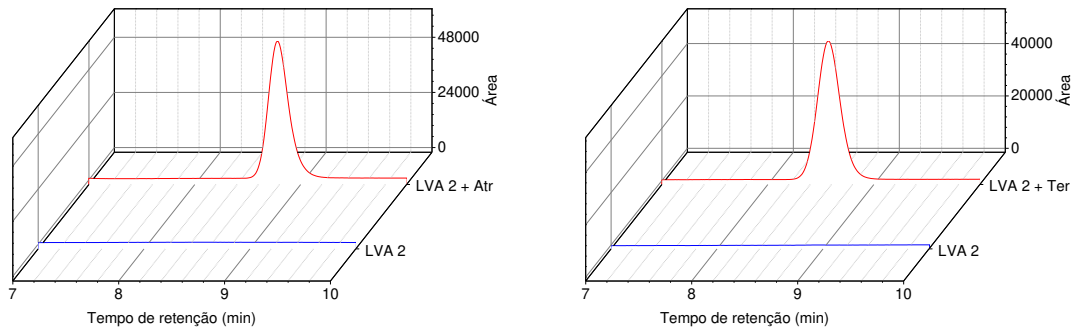 48000
24000
0
Área
LVA 2 + Atr
LVA 2
7 8 9 10
Tempo de retenção (min)
40000
20000
0
Área
LVA 2 + Ter
LVA 2
7 8 9 10
Tempo de retenção (min)